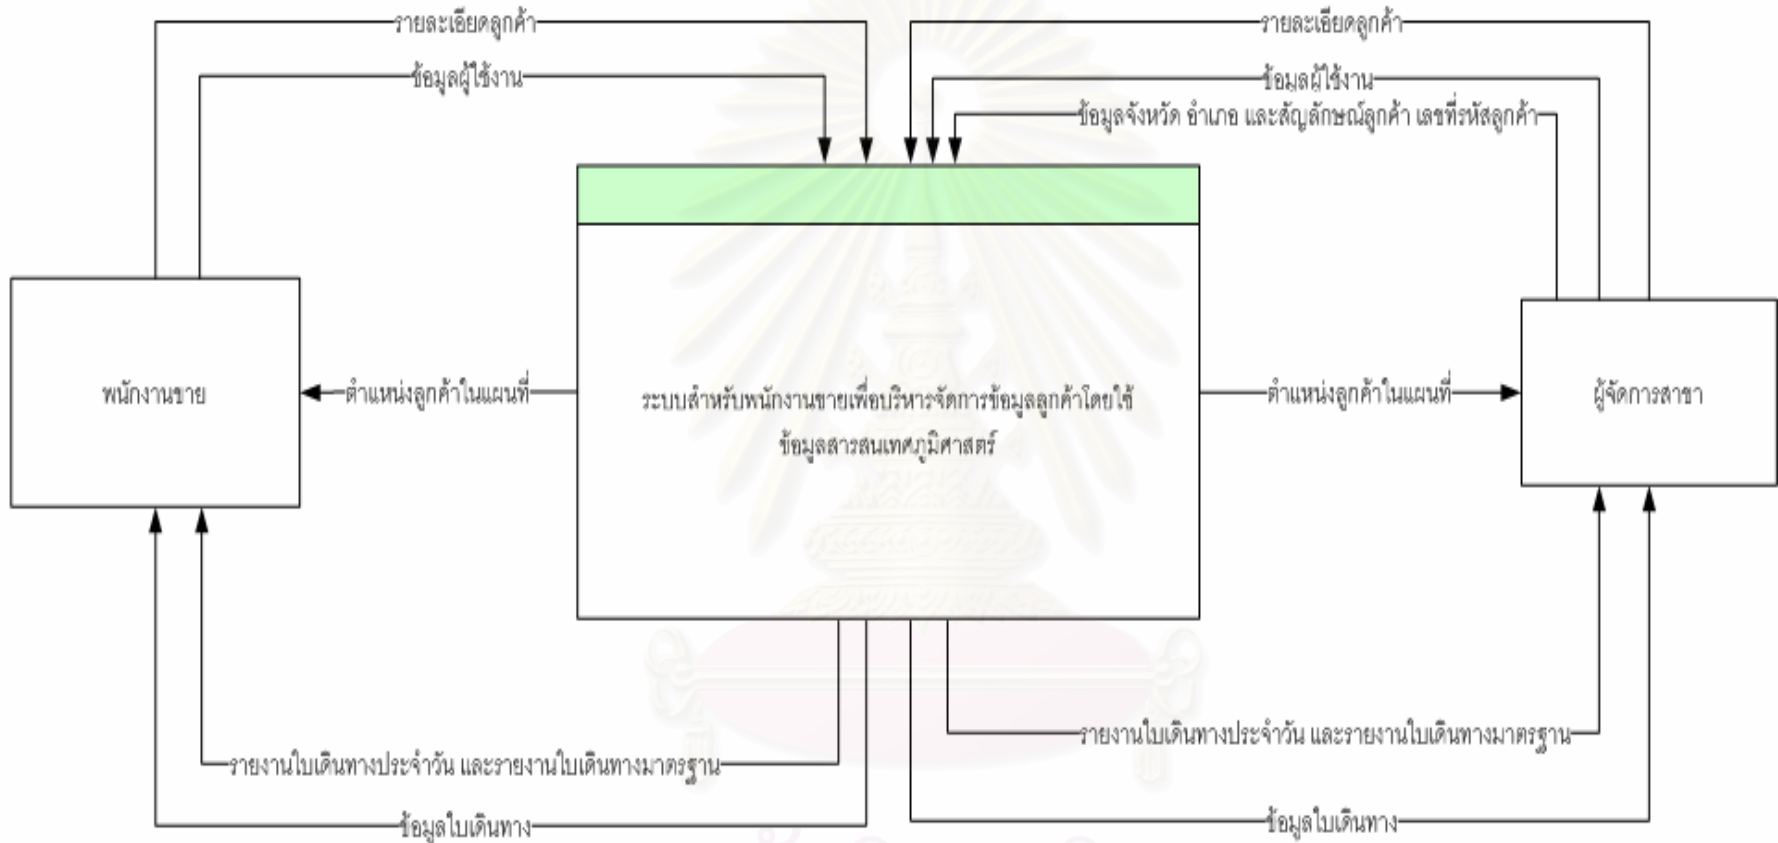 รายละเอียดลูกค้า
รายละเอียดลูกค้า
ข้อมูลผู้ใช้งาน
ข้อมูลผู้ใช้งาน
ข้อมูลจังหวัด อำเภอ และสัญลักษณ์ลูกค้า เลขที่รหัสลูกค้า
พนักงานขาย
ตำแหน่งลูกค้าในแผนที่
ระบบสำหรับพนักงานขายเพื่อบริหารจัดการข้อมูลลูกค้าโดยใช้
ข้อมูลสารสนเทศภูมิศาสตร์
ตำแหน่งลูกค้าในแผนที่
ผู้จัดการสาขา
รายงานใบเดินทางประจำวัน และรายงานใบเดินทางมาตรฐาน
รายงานใบเดินทางประจำวัน และรายงานใบเดินทางมาตรฐาน
ข้อมูลใบเดินทาง
ข้อมูลใบเดินทาง